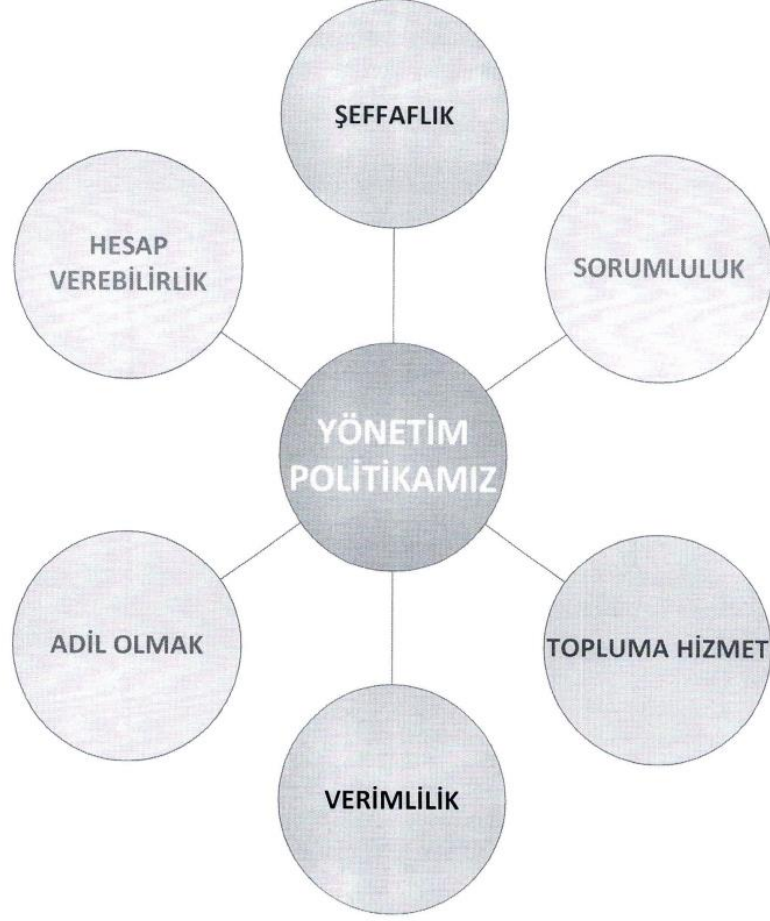 ŞEFFAFLIK
HESAP
VEREBİLİRLİK
SORUMLULUK
YÖNETİM
POLİTİKAMIZ
ADİL OLMAK
TOPLUMA HİZMET
VERİMLİLİK